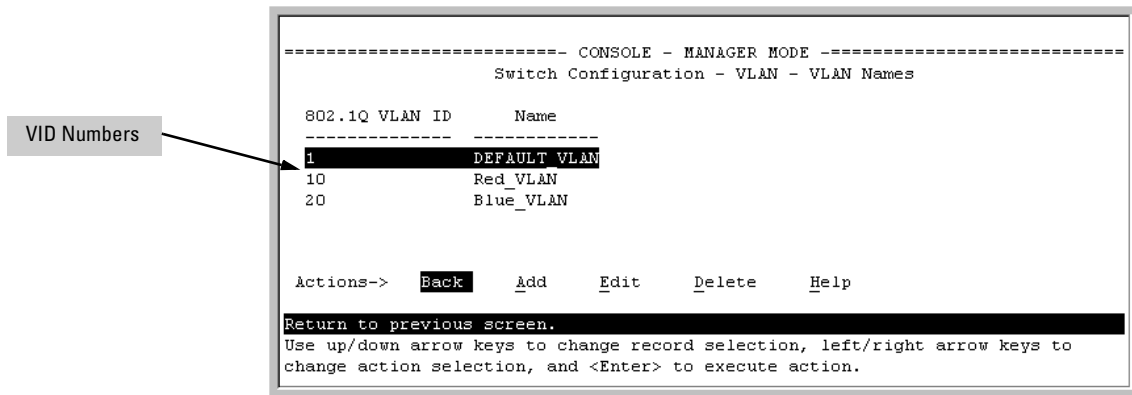 ===========================- CONSOLE - MANAGER MODE -============================
Switch Configuration - VLAN - VLAN Names
802.1Q VLAN ID Name
-------------- ------------
VID Numbers
1 DEFAULT_VLAN
10 Red_VLAN
20 Blue_VLAN
Actions-> Back Add Edit Delete Help
Return to previous screen.
Use up/down arrow keys to change record selection, left/right arrow keys to
change action selection, and <Enter> to execute action.